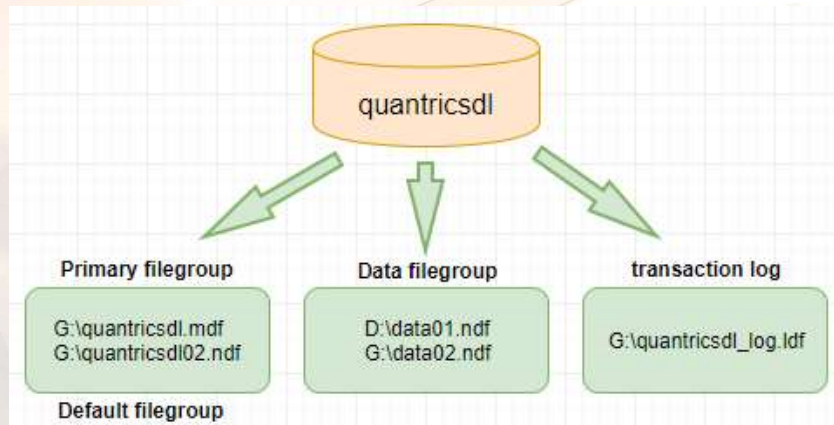 quantricsdl
Primary filegroup
G:\quantricsdl.mdf
G:\quantricsdl02.ndf
Default filegroup
Data filegroup
D:\data01.ndf
G:\data02.ndf
transaction log
G:\quantricsdl_log.ldf